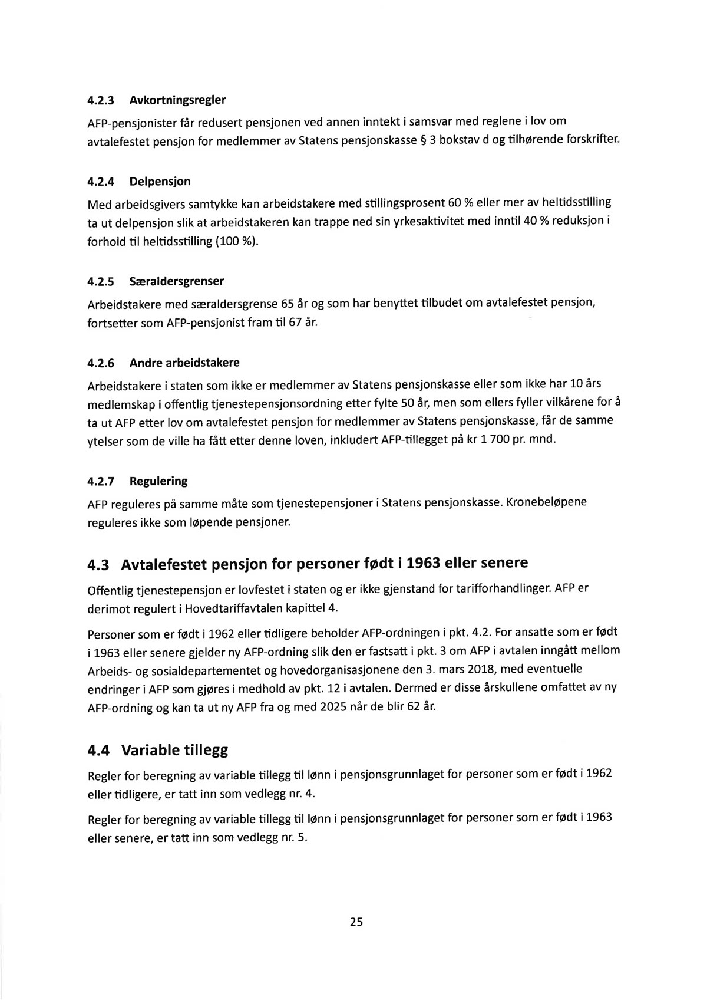 4.2.3 Avkortningsregler
AFP-pensjonister får redusert pensjonen ved annen inntekt i samsvar med reglene i lov om
avtalefestet pensjon for medlemmer av Statens pensjonskasse § 3 bokstav d og tilhørende forskrifter.
4.2.4 Delpensjon
Med arbeidsgivers samtykke kan arbeidstakere med stillingsprosent 60 % eller mer av heltidsstilling
ta ut delpensjon slik at arbeidstakeren kan trappe ned sin yrkesaktivitet med inntil 40 % reduksjon i
forhold til heltidsstilling (100 %).
4.2.5 Særaldersgrenser
Arbeidstakere med særaldersgrense 65 år og som har benyttet tilbudet om avtalefestet pensjon,
fortsetter som AFP-pensjonist fram til 67 år.
4.2.6 Andre arbeidstakere
Arbeidstakere i staten som ikke er medlemmer av Statens pensjonskasse eller som ikke har 10 års
medlemskap i offentlig tjenestepensjonsordning etter fylte 50 år, men som ellers fyller vilkårene for å
ta ut AFP etter lov om avtalefestet pensjon for medlemmer av Statens pensjonskasse, får de samme
ytelser som de ville ha fått etter denne loven, inkludert AFP-tillegget på kr 1 700 pr. mnd.
4.2.7 Regulering
AFP reguleres på samme måte som tjenestepensjoner i Statens pensjonskasse. Kronebeløpene
reguleres ikke som løpende pensjoner.
4.3 Avtalefestet pensjon for personer født i 1963 eller senere
Offentlig tjenestepensjon er lovfestet i staten og er ikke gjenstand for tarifforhandlinger. AFP er
derimot regulert i Hovedtariffavtalen kapittel 4.
Personer som er født i 1962 eller tidligere beholder AFP-ordningen i pkt. 4.2. For ansatte som er født
i 1963 eller senere gjelder ny AFP-ordning slik den er fastsatt i pkt. 3 om AFP i avtalen inngått mellom
Arbeids- og sosialdepartementet og hovedorganisasjonene den 3. mars 2018, med eventuelle
endringer i AFP som gjøres i medhold av pkt. 12 i avtalen. Dermed er disse årskullene omfattet av ny
AFP-ordning og kan ta ut ny AFP fra og med 2025 når de blir 62 år.
4.4 Variable tillegg
Regler for beregning av variable tillegg til lønn i pensjonsgrunnlaget for personer som er født i 1962
eller tidligere, er tatt inn som vedlegg nr. 4.
Regler for beregning av variable tillegg til lønn i pensjonsgrunnlaget for personer som er født i 1963
eller senere, er tatt inn som vedlegg nr. 5.
25